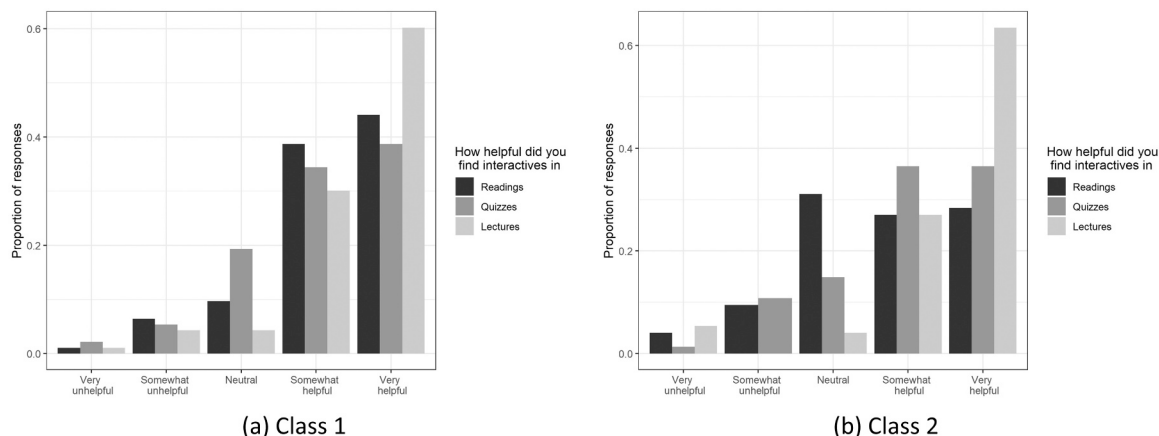 Proportion of responses
0.6
0.4
0.2
0.0
Very
unhelpful
Somewhat
unhelpful
Neutral
Somewhat
helpful
Very
helpful
How helpful did you
find interactives in
Readings
Quizzes
Lectures
(a) Class 1
Proportion of responses
0.6
0.4
0.2
0.0
Very
unhelpful
Somewhat
unhelpful
Neutral
Somewhat
helpful
Very
helpful
How helpful did you
find interactives in
Readings
Quizzes
Lectures
(b) Class 2